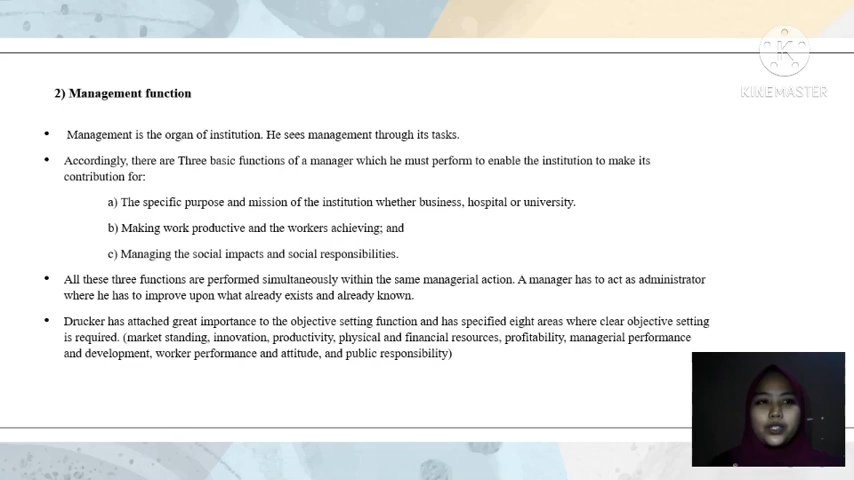 KINEMASTER
2) Management function
• Management is the organ of institution. He sees management through its tasks.
• Accordingly, there are Three basic functions of a manager which he must perform to enable the institution to make its
contribution for:
a) The specific purpose and mission of the institution whether business, hospital or university.
b) Making work productive and the workers achieving; and
c) Managing the social impacts and social responsibilities.
• All these three functions are performed simultaneously within the same managerial action. A manager has to act as administrator
where he has to improve upon what already exists and already known.
• Drucker has attached great importance to the objective setting function and has specified eight areas where clear objective setting
is required. (market standing, innovation, productivity, physical and financial resources, profitability, managerial performance
and development, worker performance and attitude, and public responsibility)